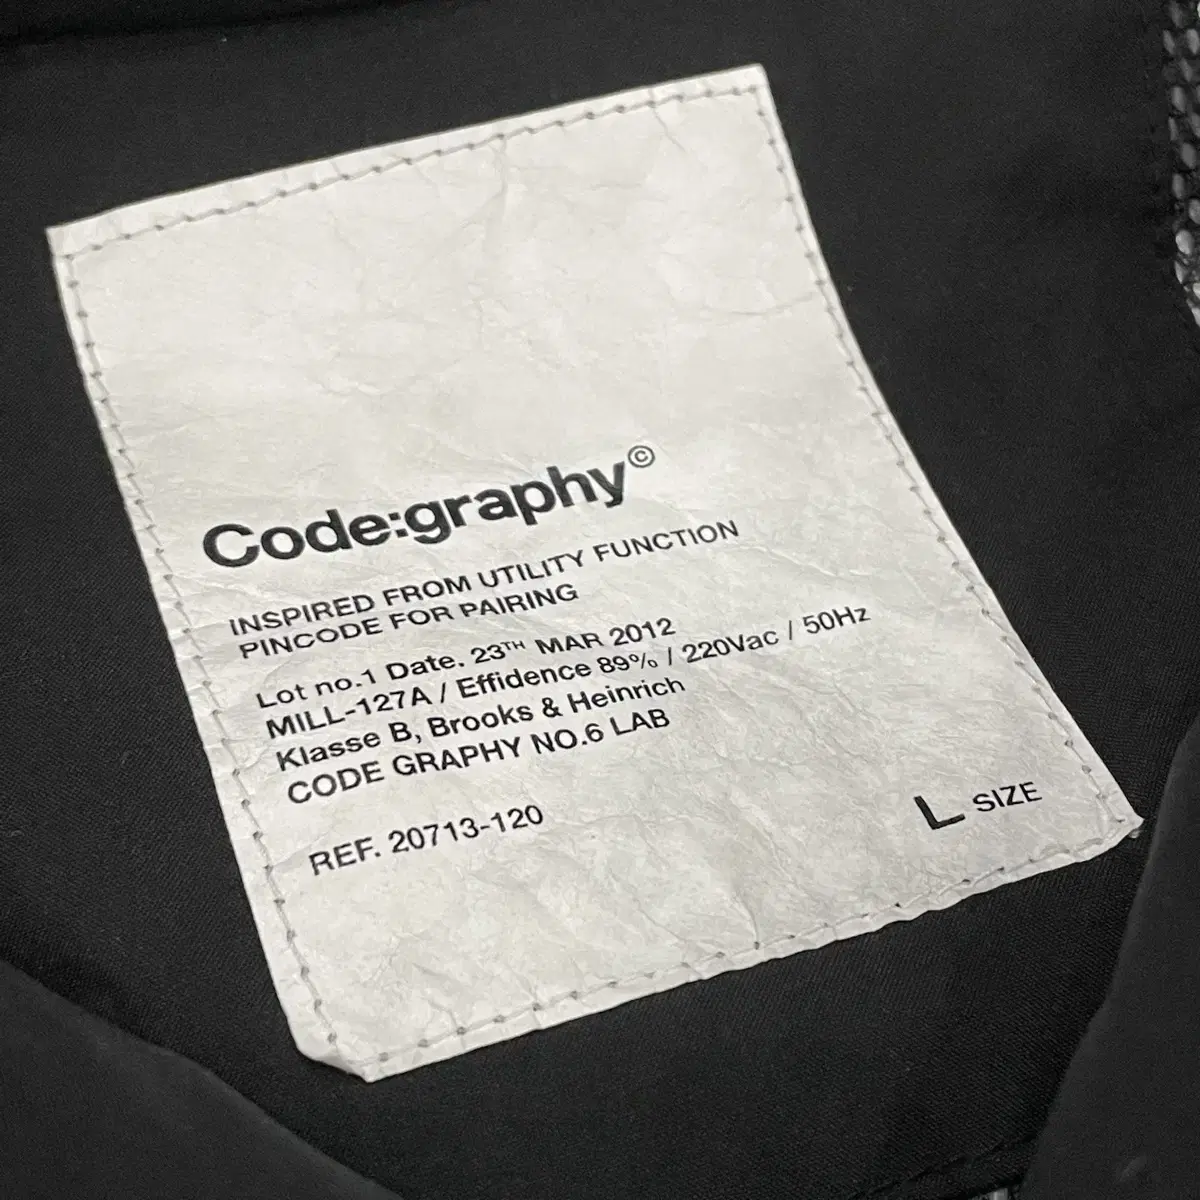 Code:graphy©
INSPIRED FROM UTILITY FUNCTION
PINCODE FOR PAIRING
Lot no.1 Date. 23TH MAR 2012
MILL-127A / Effidence 89% / 220Vac / 50Hz
Klasse B, Brooks & Heinrich
CODE GRAPHY NO.6 LAB
REF. 20713-120
L SIZE